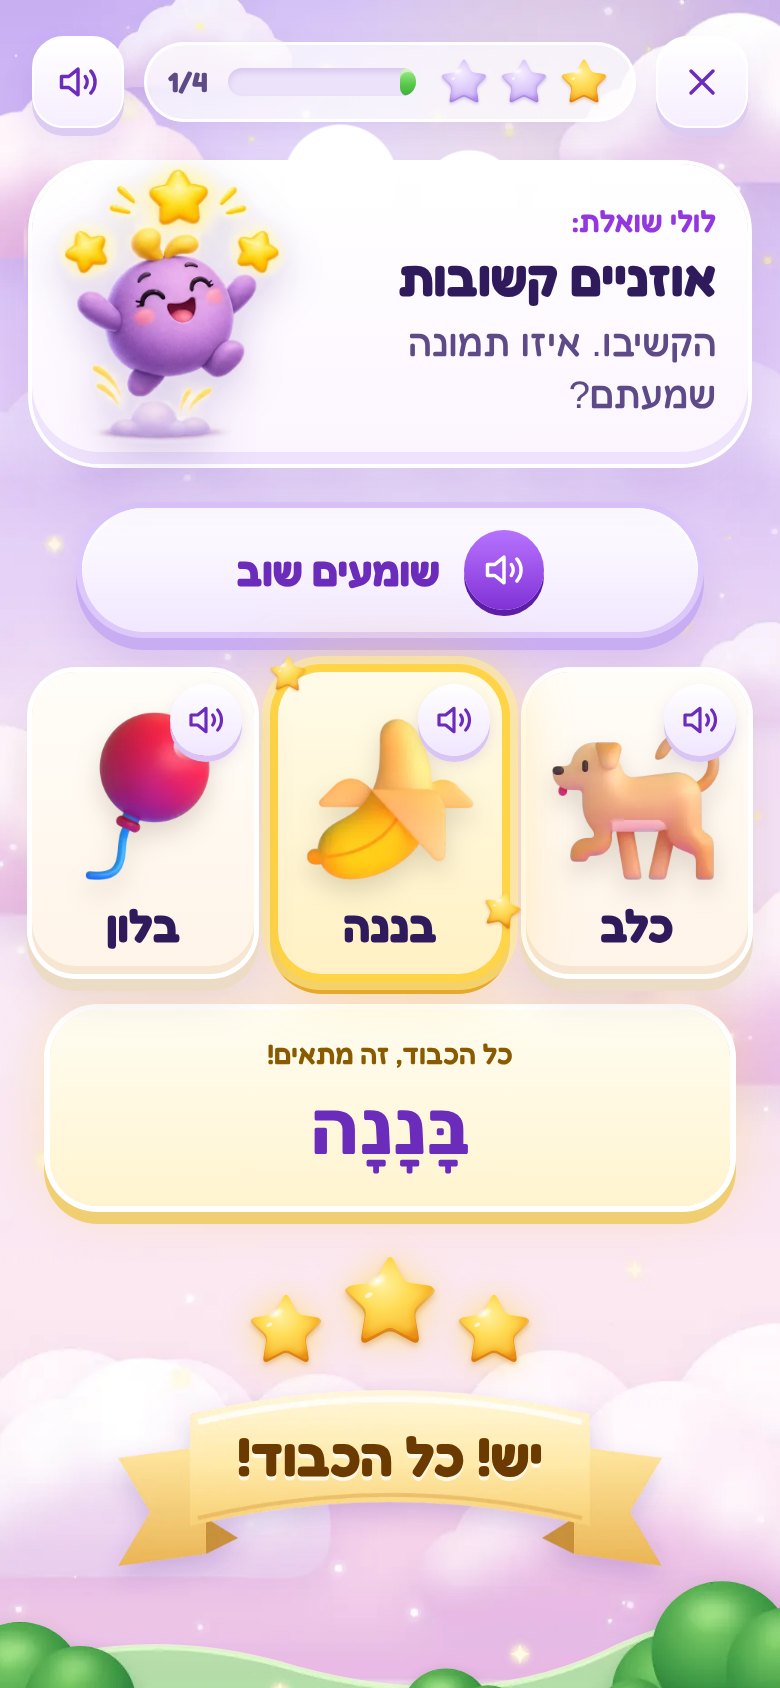 1/4
לולי שואלת:
אוזניים קשובות
הקשיבו. איזו תמונה
שמעתם?
שומעים שוב
כלב
בננה
בלון
כל הכבוד, זה מתאים!
בָּנָנָה
יש! כל הכבוד!